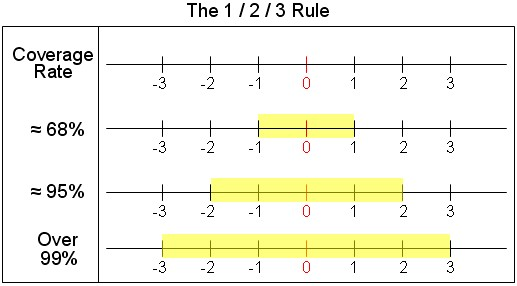 The 1 / 2 / 3 Rule
Coverage
Rate
-3 -2 -1 0 1 2 3
≈ 68%
-3 -2 -1 0 1 2 3
≈ 95%
-3 -2 -1 0 1 2 3
Over
99%
-3 -2 -1 0 1 2 3